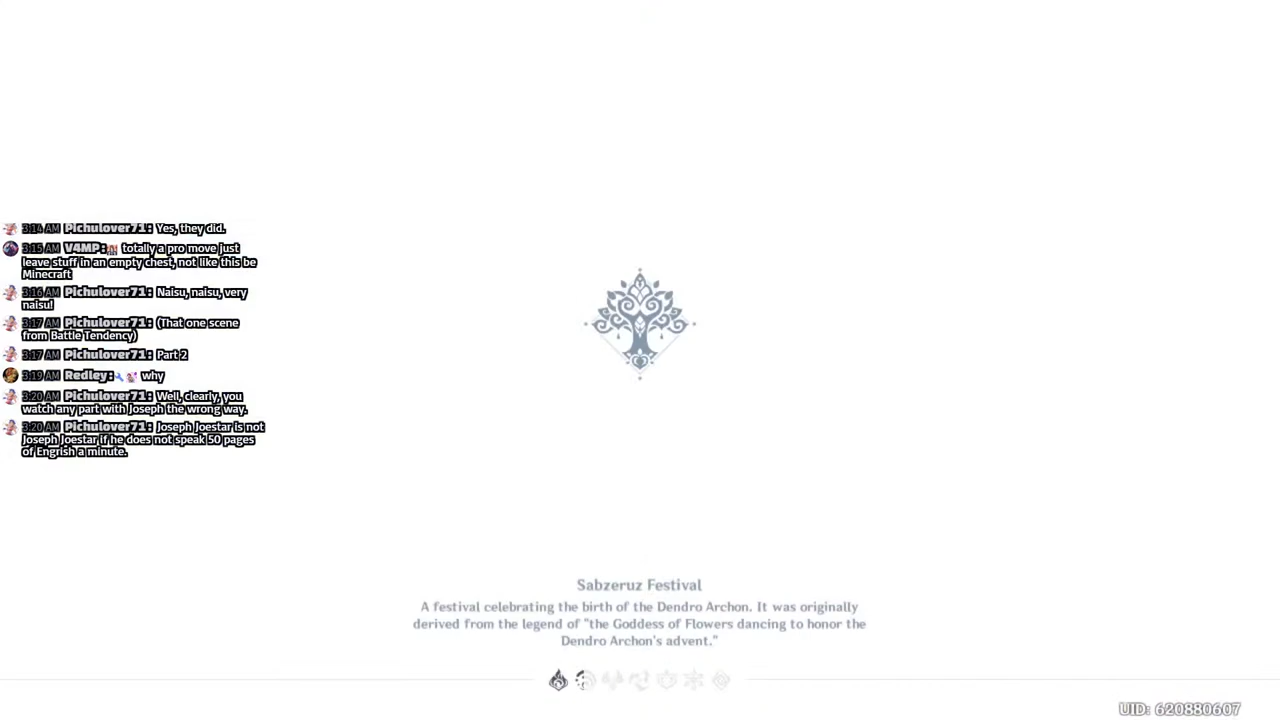 3:14 AM Pichulover71: Yes, they did.
3:15 AM V4MP: totally a pro move just
leave stuff in an empty chest, not like this be
Minecraft
3:16 AM Pichulover71: Naisu, naisu, very
naisu!
3:17 AM Pichulover71: (That one scene
from Battle Tendency)
3:17 AM Pichulover71: Part 2
3:19 AM Redley: why
3:20 AM Pichulover71: Well, clearly, you
watch any part with Joseph the wrong way.
3:20 AM Pichulover71: Joseph Joestar is not
Joseph Joestar if he does not speak 50 pages
of Engrish a minute.
Sabzeruz Festival
A festival celebrating the birth of the Dendro Archon. It was originally
derived from the legend of "the Goddess of Flowers dancing to honor the
Dendro Archon's advent."
UID: 620880607